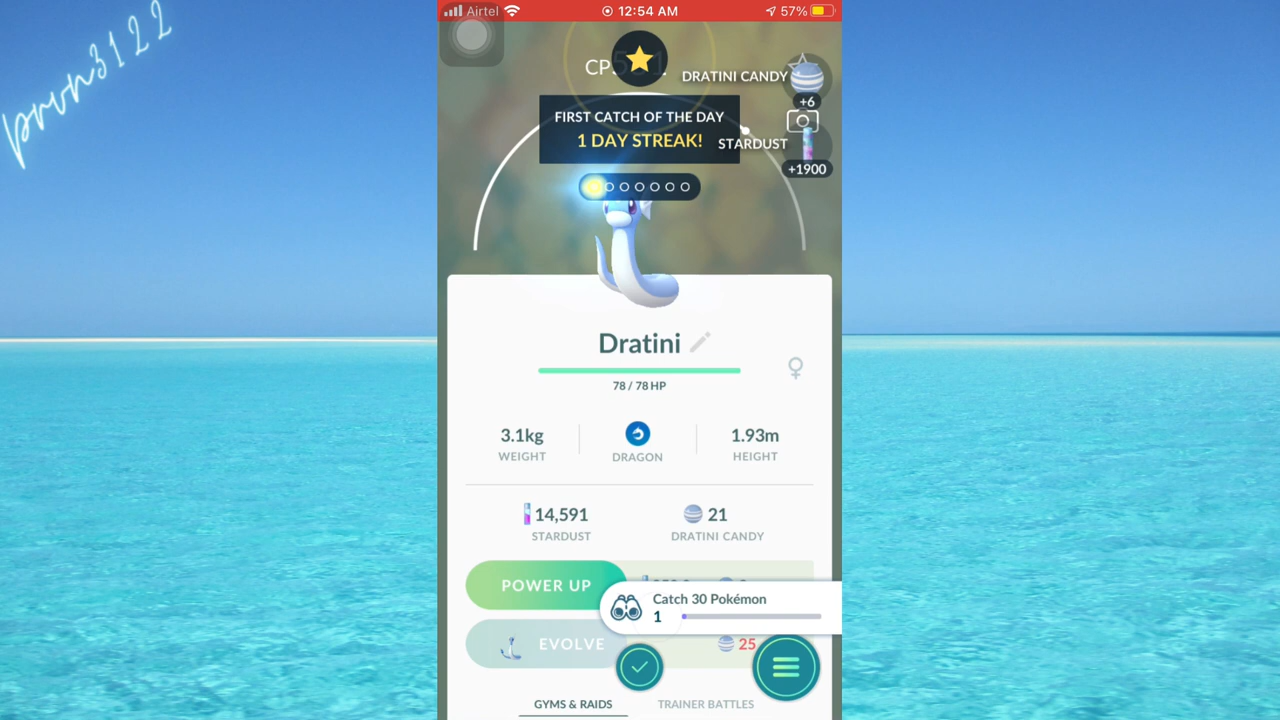 prvn3122
Airtel
12:54 AM
57%
CP
DRATINI CANDY
+6
FIRST CATCH OF THE DAY
1 DAY STREAK!
STARDUST
+1900
Dratini
78 / 78 HP
3.1kg
WEIGHT
DRAGON
1.93m
HEIGHT
14,591
STARDUST
21
DRATINI CANDY
POWER UP
Catch 30 Pokémon
1
EVOLVE
25
GYMS & RAIDS
TRAINER BATTLES